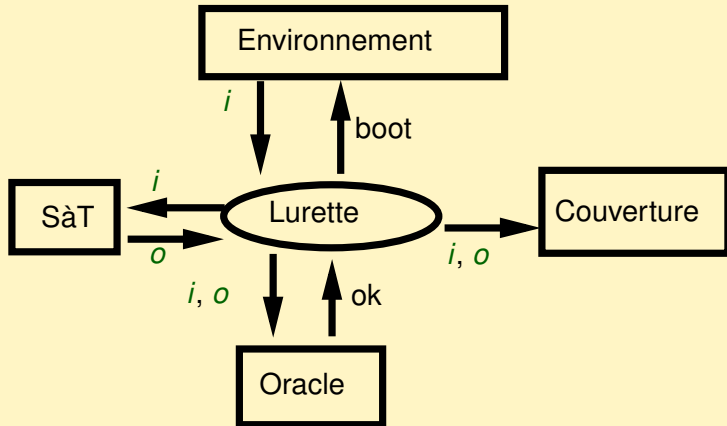 Environnement
i
boot
i
SàT
Lurette
Couverture
o
i, o
i, o
ok
Oracle